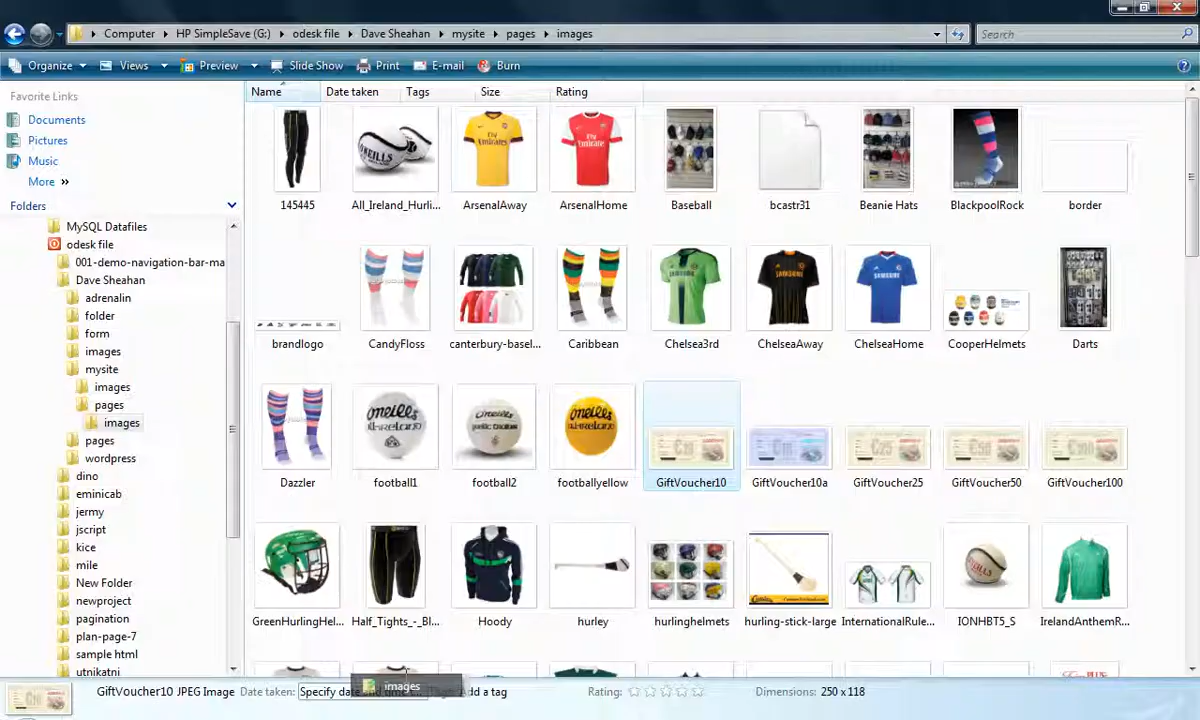 Computer HP SimpleSave (G:) odesk file Dave Sheahan mysite pages images
Search
Organize Views Preview Slide Show Print E-mail Burn
Favorite Links
Documents
Pictures
Music
More »
Folders
MySQL Datafiles
odesk file
001-demo-navigation-bar-ma
Dave Sheahan
adrenalin
folder
form
images
mysite
images
pages
images
pages
wordpress
dino
eminicab
jermy
jscript
kice
mile
New Folder
newproject
pagination
plan-page-7
sample html
utnikatni
Name Date taken Tags Size Rating
145445 All_Ireland_Hurli... ArsenalAway ArsenalHome Baseball bcastr31 Beanie Hats BlackpoolRock border
brandlogo CandyFloss canterbury-basel... Caribbean Chelsea3rd ChelseaAway ChelseaHome CooperHelmets Darts
Dazzler football1 football2 footballyellow GiftVoucher10 GiftVoucher10a GiftVoucher25 GiftVoucher50 GiftVoucher100
GreenHurlingHel... Half_Tights_-_Bl... Hoody hurley hurlinghelmets hurling-stick-large InternationalRule... IONHBT5_S IrelandAnthemR...
images
GiftVoucher10 JPEG Image Date taken: Specify date add a tag Rating: Dimensions: 250 x 118